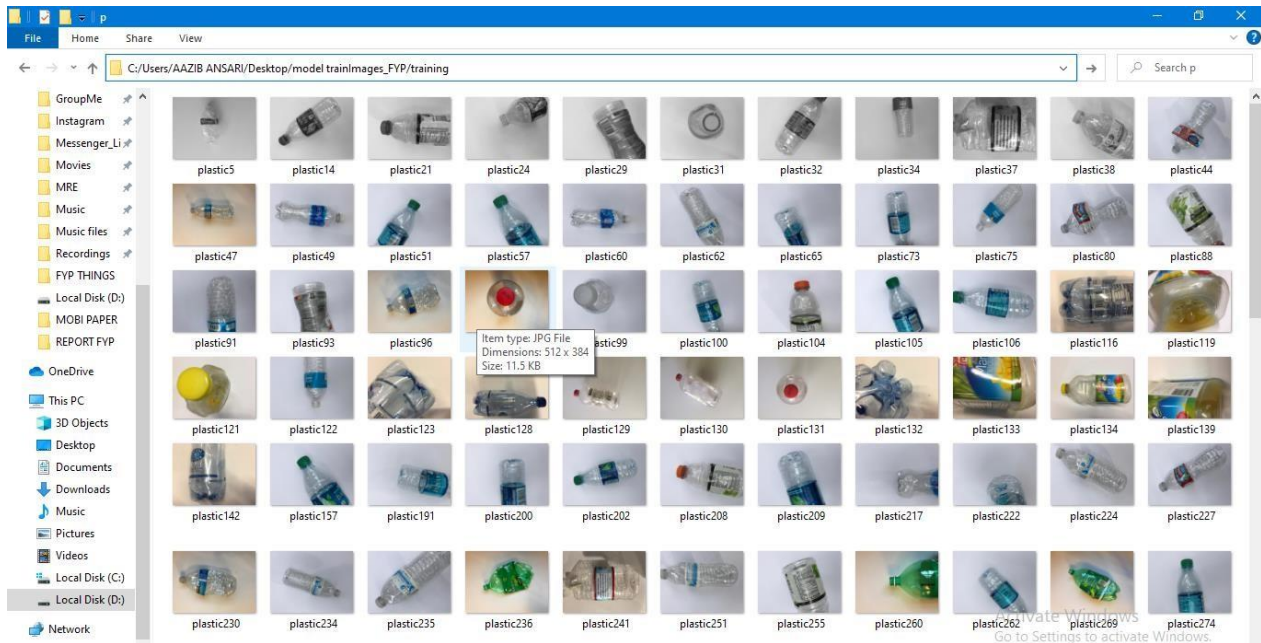 p
File Home Share View
C:/Users/AAZIB ANSARI/Desktop/model trainImages_FYP/training
Search p
GroupMe
Instagram
Messenger_Li
Movies
MRE
Music
Music files
Recordings
FYP THINGS
Local Disk (D:)
MOBI PAPER
REPORT FYP
OneDrive
This PC
3D Objects
Desktop
Documents
Downloads
Music
Pictures
Videos
Local Disk (C:)
Local Disk (D:)
Network
plastic5 plastic14 plastic21 plastic24 plastic29 plastic31 plastic32 plastic34 plastic37 plastic38 plastic44
plastic47 plastic49 plastic51 plastic57 plastic60 plastic62 plastic65 plastic73 plastic75 plastic80 plastic88
plastic91 plastic93 plastic96 astic99 plastic100 plastic104 plastic105 plastic106 plastic116 plastic119
Item type: JPG File
Dimensions: 512 x 384
Size: 11.5 KB
plastic121 plastic122 plastic123 plastic128 plastic129 plastic130 plastic131 plastic132 plastic133 plastic134 plastic139
plastic142 plastic157 plastic191 plastic200 plastic202 plastic208 plastic209 plastic217 plastic222 plastic224 plastic227
plastic230 plastic234 plastic235 plastic236 plastic241 plastic251 plastic255 plastic260 plastic262 plastic269 plastic274
Activate Windows
Go to Settings to activate Windows.